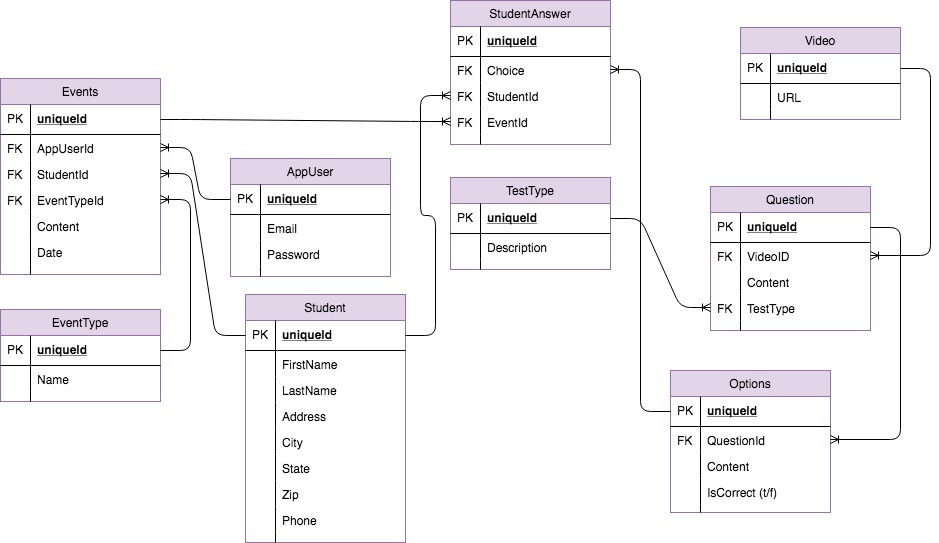 StudentAnswer
PK uniqueId
FK Choice
FK StudentId
FK EventId
Video
PK uniqueId
URL
Events
PK uniqueId
FK AppUserId
FK StudentId
FK EventTypeId
Content
Date
AppUser
PK uniqueId
Email
Password
TestType
PK uniqueId
Description
Question
PK uniqueId
FK VideoID
Content
FK TestType
EventType
PK uniqueId
Name
Student
PK uniqueId
FirstName
LastName
Address
City
State
Zip
Phone
Options
PK uniqueId
FK QuestionId
Content
IsCorrect (t/f)